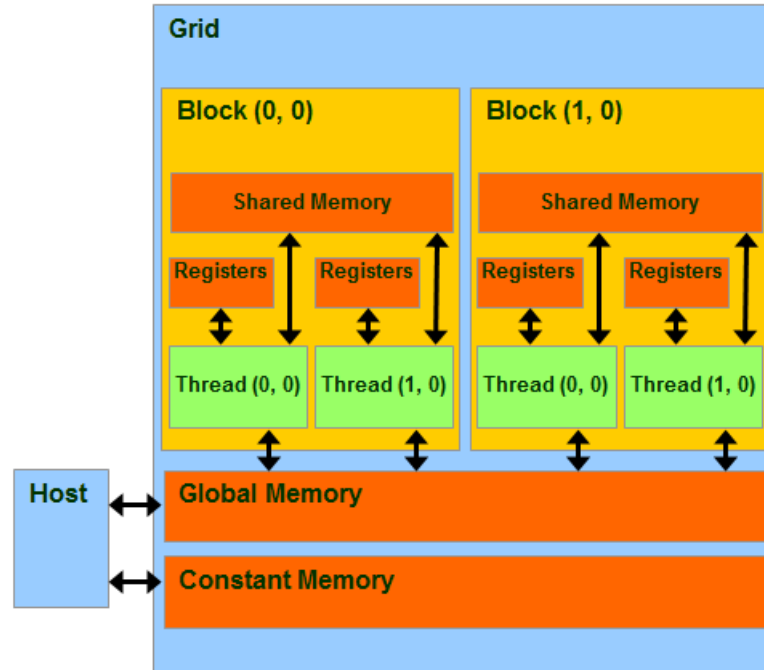 Grid
Block (0, 0)
Block (1, 0)
Shared Memory
Shared Memory
Registers
Registers
Registers
Registers
Thread (0, 0)
Thread (1, 0)
Thread (0, 0)
Thread (1, 0)
Host
Global Memory
Constant Memory